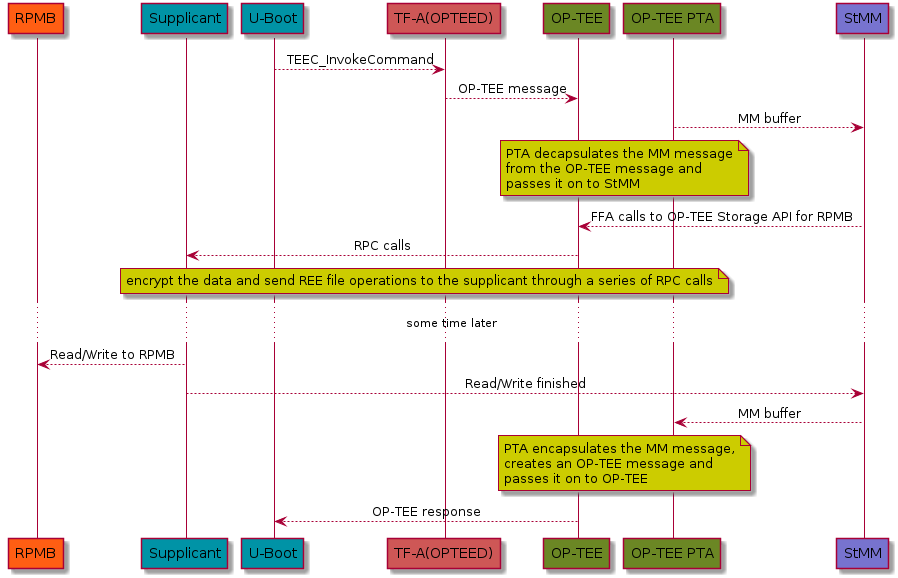 RPMB
Supplicant
U-Boot
TF-A(OPTEED)
OP-TEE
OP-TEE PTA
StMM
TEEC_InvokeCommand
OP-TEE message
MM buffer
PTA decapsulates the MM message
from the OP-TEE message and
passes it on to StMM
FFA calls to OP-TEE Storage API for RPMB
RPC calls
encrypt the data and send REE file operations to the supplicant through a series of RPC calls
some time later
Read/Write to RPMB
Read/Write finished
MM buffer
PTA encapsulates the MM message,
creates an OP-TEE message and
passes it on to OP-TEE
OP-TEE response
RPMB
Supplicant
U-Boot
TF-A(OPTEED)
OP-TEE
OP-TEE PTA
StMM